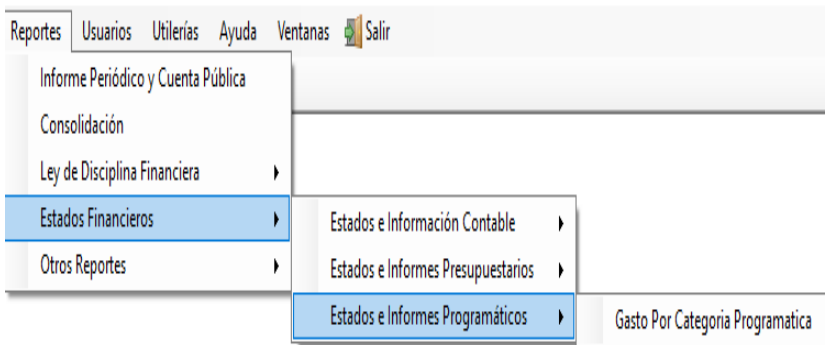 Reportes Usuarios Utilerías Ayuda Ventanas Salir
Informe Periódico y Cuenta Pública
Consolidación
Ley de Disciplina Financiera
Estados Financieros
Otros Reportes
Estados e Información Contable
Estados e Informes Presupuestarios
Estados e Informes Programáticos
Gasto Por Categoria Programatica